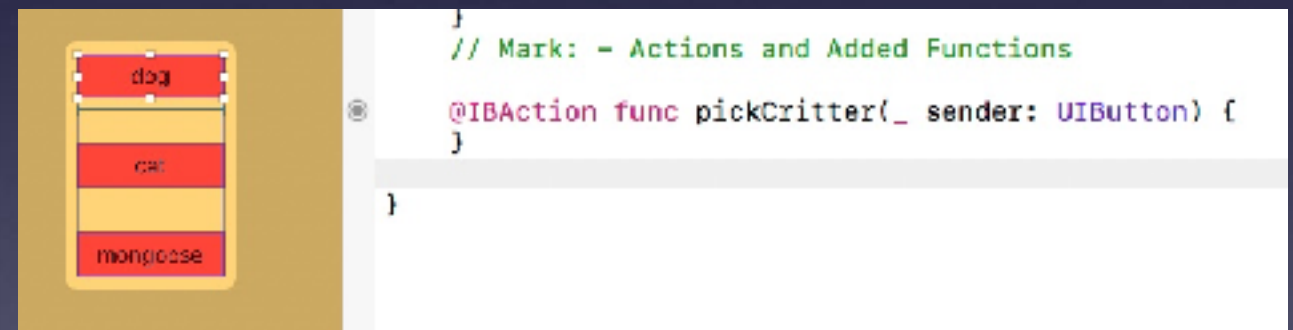 dog
cat
mongoose
}
// Mark: - Actions and Added Functions
@IBAction func pickCritter(_ sender: UIButton) {
}
}